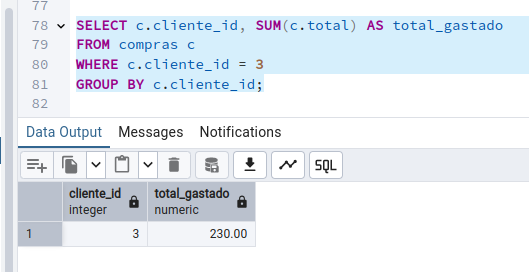 77
78 SELECT c.cliente_id, SUM(c.total) AS total_gastado
79 FROM compras c
80 WHERE c.cliente_id = 3
81 GROUP BY c.cliente_id;
82
Data Output Messages Notifications
SQL
cliente_id total_gastado
integer numeric
1 3 230.00